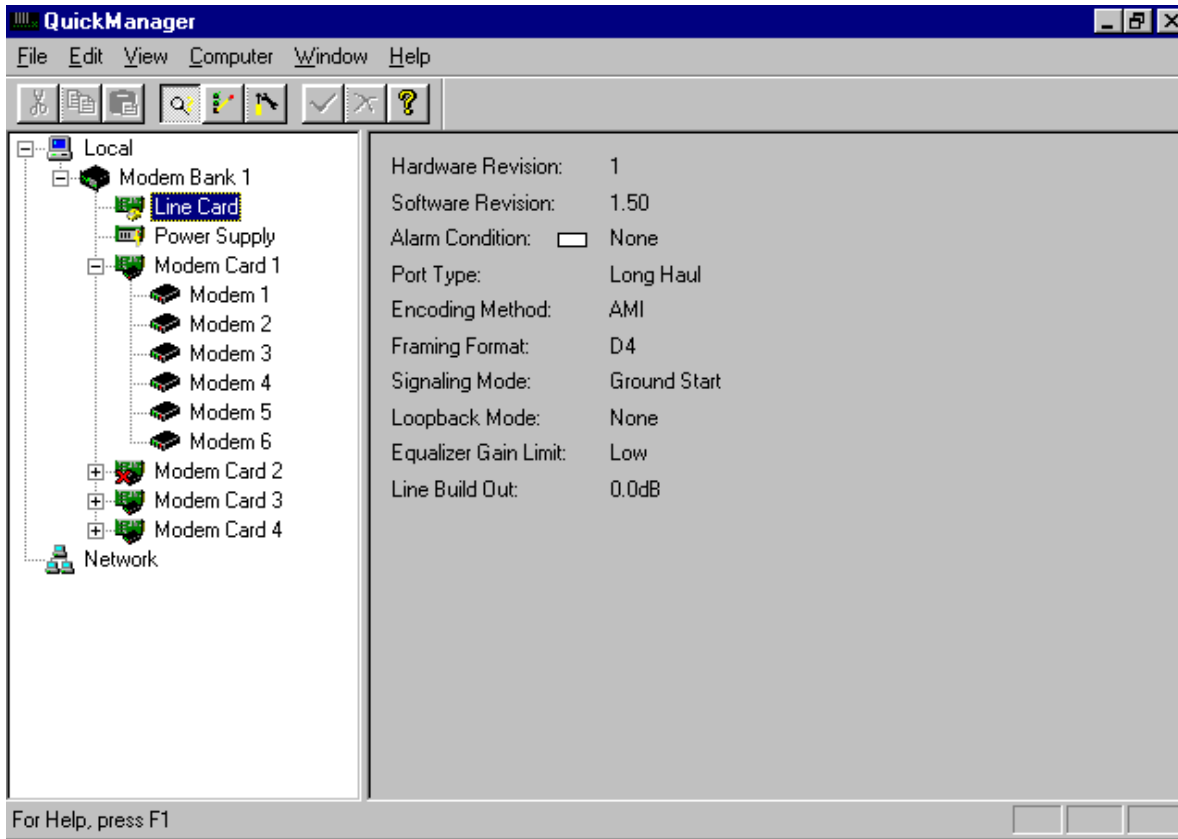 QuickManager
File Edit View Computer Window Help
Local
Modem Bank 1
Line Card
Power Supply
Modem Card 1
Modem 1
Modem 2
Modem 3
Modem 4
Modem 5
Modem 6
Modem Card 2
Modem Card 3
Modem Card 4
Network
Hardware Revision: 1
Software Revision: 1.50
Alarm Condition: None
Port Type: Long Haul
Encoding Method: AMI
Framing Format: D4
Signaling Mode: Ground Start
Loopback Mode: None
Equalizer Gain Limit: Low
Line Build Out: 0.0dB
For Help, press F1